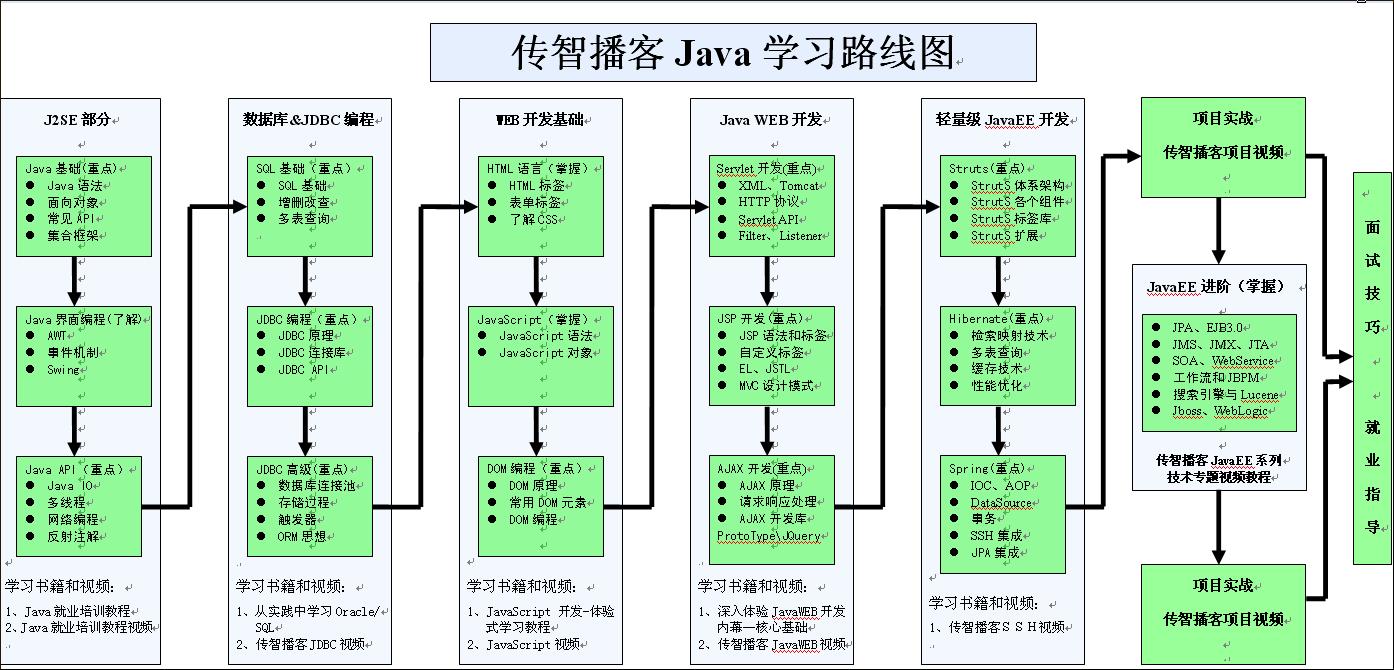 传智播客 Java 学习路线图
J2SE 部分
Java 基础(重点)
● Java 语法
● 面向对象
● 常见 API
● 集合框架
Java 界面编程(了解)
● AWT
● 事件机制
● Swing
Java API（重点）
● Java IO
● 多线程
● 网络编程
● 反射注解
学习书籍和视频：
1、Java 就业培训教程
2、Java 就业培训教程视频
数据库&JDBC 编程
SQL 基础（重点）
● SQL 基础
● 增删改查
● 多表查询
JDBC 编程（重点）
● JDBC 原理
● JDBC 连接库
● JDBC API
JDBC 高级(重点)
● 数据库连接池
● 存储过程
● 触发器
● ORM 思想
学习书籍和视频：
1、从实践中学习 Oracle/
SQL
2、传智播客 JDBC 视频
WEB 开发基础
HTML 语言（掌握）
● HTML 标签
● 表单标签
● 了解 CSS
JavaScript（掌握）
● JavaScript 语法
● JavaScript 对象
DOM 编程（重点）
● DOM 原理
● 常用 DOM 元素
● DOM 编程
学习书籍和视频：
1、JavaScript 开发-体验
式学习教程
2、JavaScript 视频
Java WEB 开发
Servlet 开发(重点)
● XML、Tomcat
● HTTP 协议
● Servlet API
● Filter、Listener
JSP 开发(重点)
● JSP 语法和标签
● 自定义标签
● EL、JSTL
● MVC 设计模式
AJAX 开发(重点)
● AJAX 原理
● 请求响应处理
● AJAX 开发库
ProtoType\JQuery
学习书籍和视频：
1、深入体验 JavaWEB 开发
内幕—核心基础
2、传智播客 JavaWEB 视频
轻量级 JavaEE 开发
Struts(重点)
● StrutS 体系架构
● StrutS 各个组件
● StrutS 标签库
● StrutS 扩展
Hibernate(重点)
● 检索映射技术
● 多表查询
● 缓存技术
● 性能优化
Spring(重点)
● IOC、AOP
● DataSource
● 事务
● SSH 集成
● JPA 集成
学习书籍和视频：
1、传智播客ＳＳＨ视频
项目实战
传智播客项目视频
JavaEE 进阶（掌握）
● JPA、EJB3.0
● JMS、JMX、JTA
● SOA、WebService
● 工作流和 JBPM
● 搜索引擎与 Lucene
● Jboss、WebLogic
传智播客 JavaEE 系列
技术专题视频教程
项目实战
传智播客项目视频
面
试
技
巧
就
业
指
导